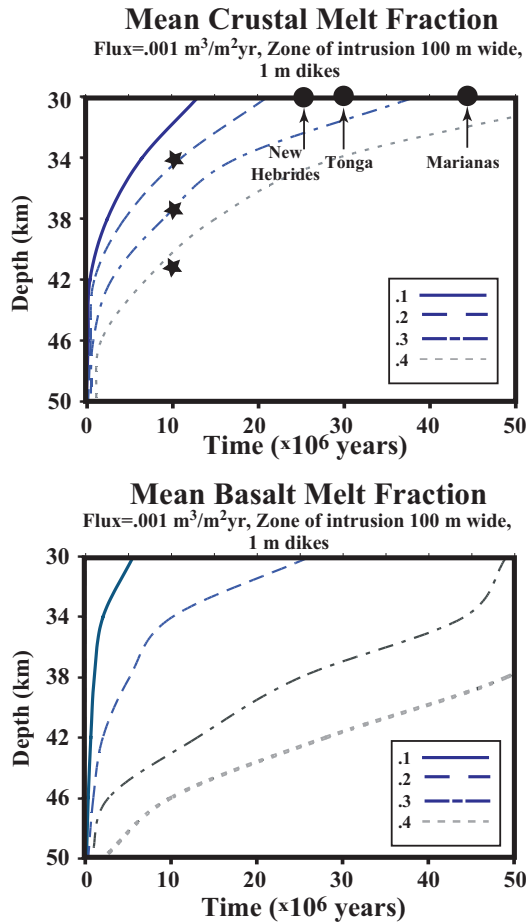 Mean Crustal Melt Fraction
Flux=.001 m³/m²yr, Zone of intrusion 100 m wide,
1 m dikes
30
34
38
42
46
50
Depth (km)
New
Hebrides
Tonga
Marianas
.1
.2
.3
.4
0
10
20
30
40
50
Time (x10⁶ years)
Mean Basalt Melt Fraction
Flux=.001 m³/m²yr, Zone of intrusion 100 m wide,
1 m dikes
30
34
38
42
46
50
Depth (km)
.1
.2
.3
.4
0
10
20
30
40
50
Time (x10⁶ years)